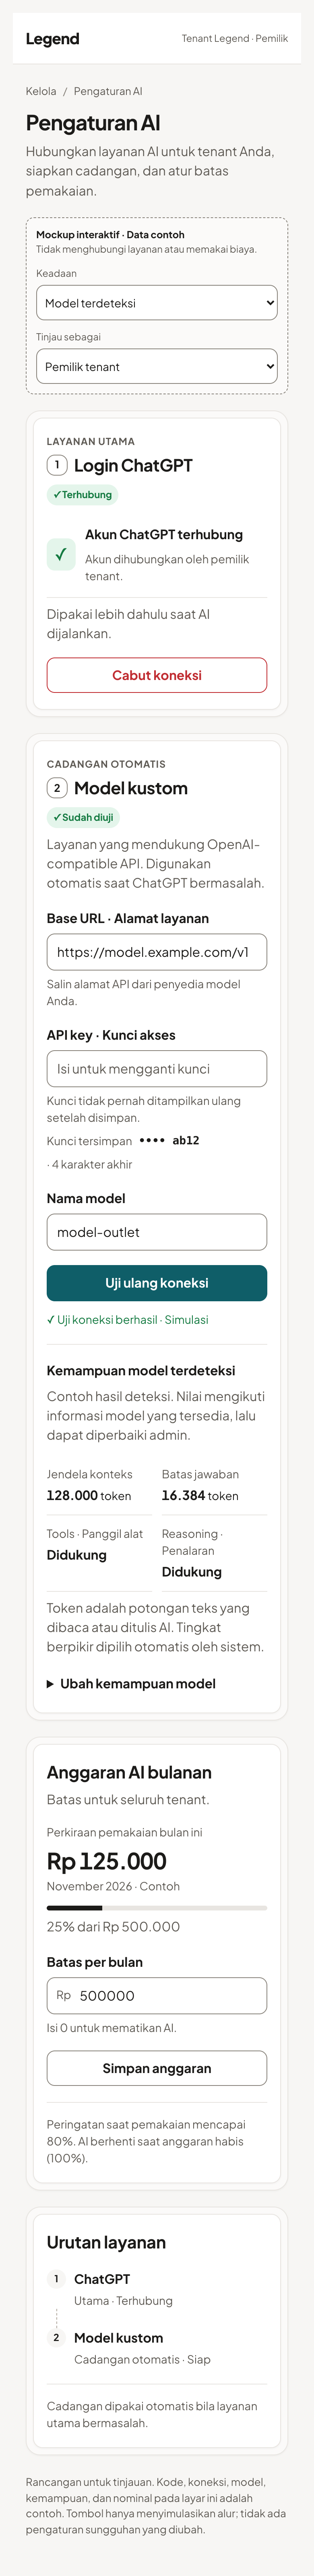 Legend
Tenant Legend · Pemilik
Kelola / Pengaturan AI
Pengaturan AI
Hubungkan layanan AI untuk tenant Anda,
siapkan cadangan, dan atur batas
pemakaian.
Mockup interaktif · Data contoh
Tidak menghubungi layanan atau memakai biaya.
Keadaan
Model terdeteksi
Tinjau sebagai
Pemilik tenant
LAYANAN UTAMA
1 Login ChatGPT
✓Terhubung
✓ Akun ChatGPT terhubung
Akun dihubungkan oleh pemilik
tenant.
Dipakai lebih dahulu saat AI
dijalankan.
Cabut koneksi
CADANGAN OTOMATIS
2 Model kustom
✓Sudah diuji
Layanan yang mendukung OpenAI-
compatible API. Digunakan
otomatis saat ChatGPT bermasalah.
Base URL · Alamat layanan
https://model.example.com/v1
Salin alamat API dari penyedia model
Anda.
API key · Kunci akses
Isi untuk mengganti kunci
Kunci tidak pernah ditampilkan ulang
setelah disimpan.
Kunci tersimpan •••• ab12
· 4 karakter akhir
Nama model
model-outlet
Uji ulang koneksi
✓ Uji koneksi berhasil · Simulasi
Kemampuan model terdeteksi
Contoh hasil deteksi. Nilai mengikuti
informasi model yang tersedia, lalu
dapat diperbaiki admin.
Jendela konteks
128.000 token
Batas jawaban
16.384 token
Tools · Panggil alat
Didukung
Reasoning ·
Penalaran
Didukung
Token adalah potongan teks yang
dibaca atau ditulis AI. Tingkat
berpikir dipilih otomatis oleh sistem.
▶ Ubah kemampuan model
Anggaran AI bulanan
Batas untuk seluruh tenant.
Perkiraan pemakaian bulan ini
Rp 125.000
November 2026 · Contoh
25% dari Rp 500.000
Batas per bulan
Rp 500000
Isi 0 untuk mematikan AI.
Simpan anggaran
Peringatan saat pemakaian mencapai
80%. AI berhenti saat anggaran habis
(100%).
Urutan layanan
1 ChatGPT
Utama · Terhubung
2 Model kustom
Cadangan otomatis · Siap
Cadangan dipakai otomatis bila layanan
utama bermasalah.
Rancangan untuk tinjauan. Kode, koneksi, model,
kemampuan, dan nominal pada layar ini adalah
contoh. Tombol hanya menyimulasikan alur; tidak ada
pengaturan sungguhan yang diubah.